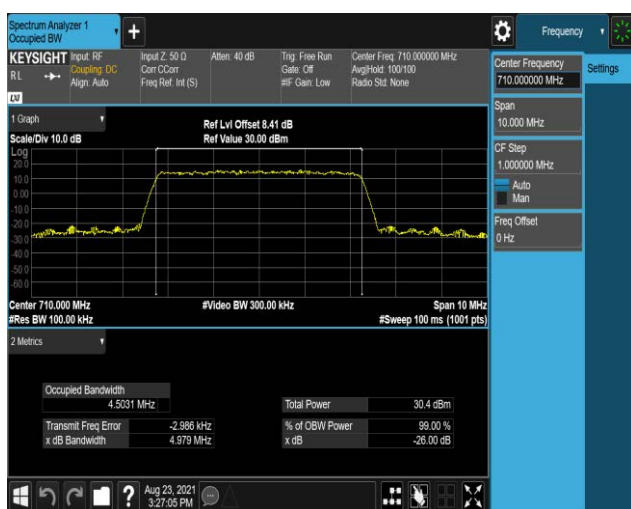 Spectrum Analyzer 1
Occupied BW
+
Frequency
KEYSIGHT
RL
LXI
Input: RF
Coupling: DC
Align: Auto
Input Z: 50 Ω
Corr CCorr
Freq Ref: Int (S)
Atten: 40 dB
Trig: Free Run
Gate: Off
#IF Gain: Low
Center Freq: 710.000000 MHz
Avg|Hold: 100/100
Radio Std: None
Center Frequency
710.000000 MHz
Settings
Span
10.000 MHz
CF Step
1.000000 MHz
Auto
Man
Freq Offset
0 Hz
1 Graph
Scale/Div 10.0 dB
Ref Lvl Offset 8.41 dB
Ref Value 30.00 dBm
Log
20.0
10.0
0.00
-10.0
-20.0
-30.0
-40.0
-50.0
-60.0
Center 710.000 MHz
#Video BW 300.00 kHz
Span 10 MHz
#Res BW 100.00 kHz
#Sweep 100 ms (1001 pts)
2 Metrics
Occupied Bandwidth
4.5031 MHz
Total Power 30.4 dBm
Transmit Freq Error -2.986 kHz
% of OBW Power 99.00 %
x dB Bandwidth 4.979 MHz
x dB -26.00 dB
?
Aug 23, 2021
3:27:05 PM